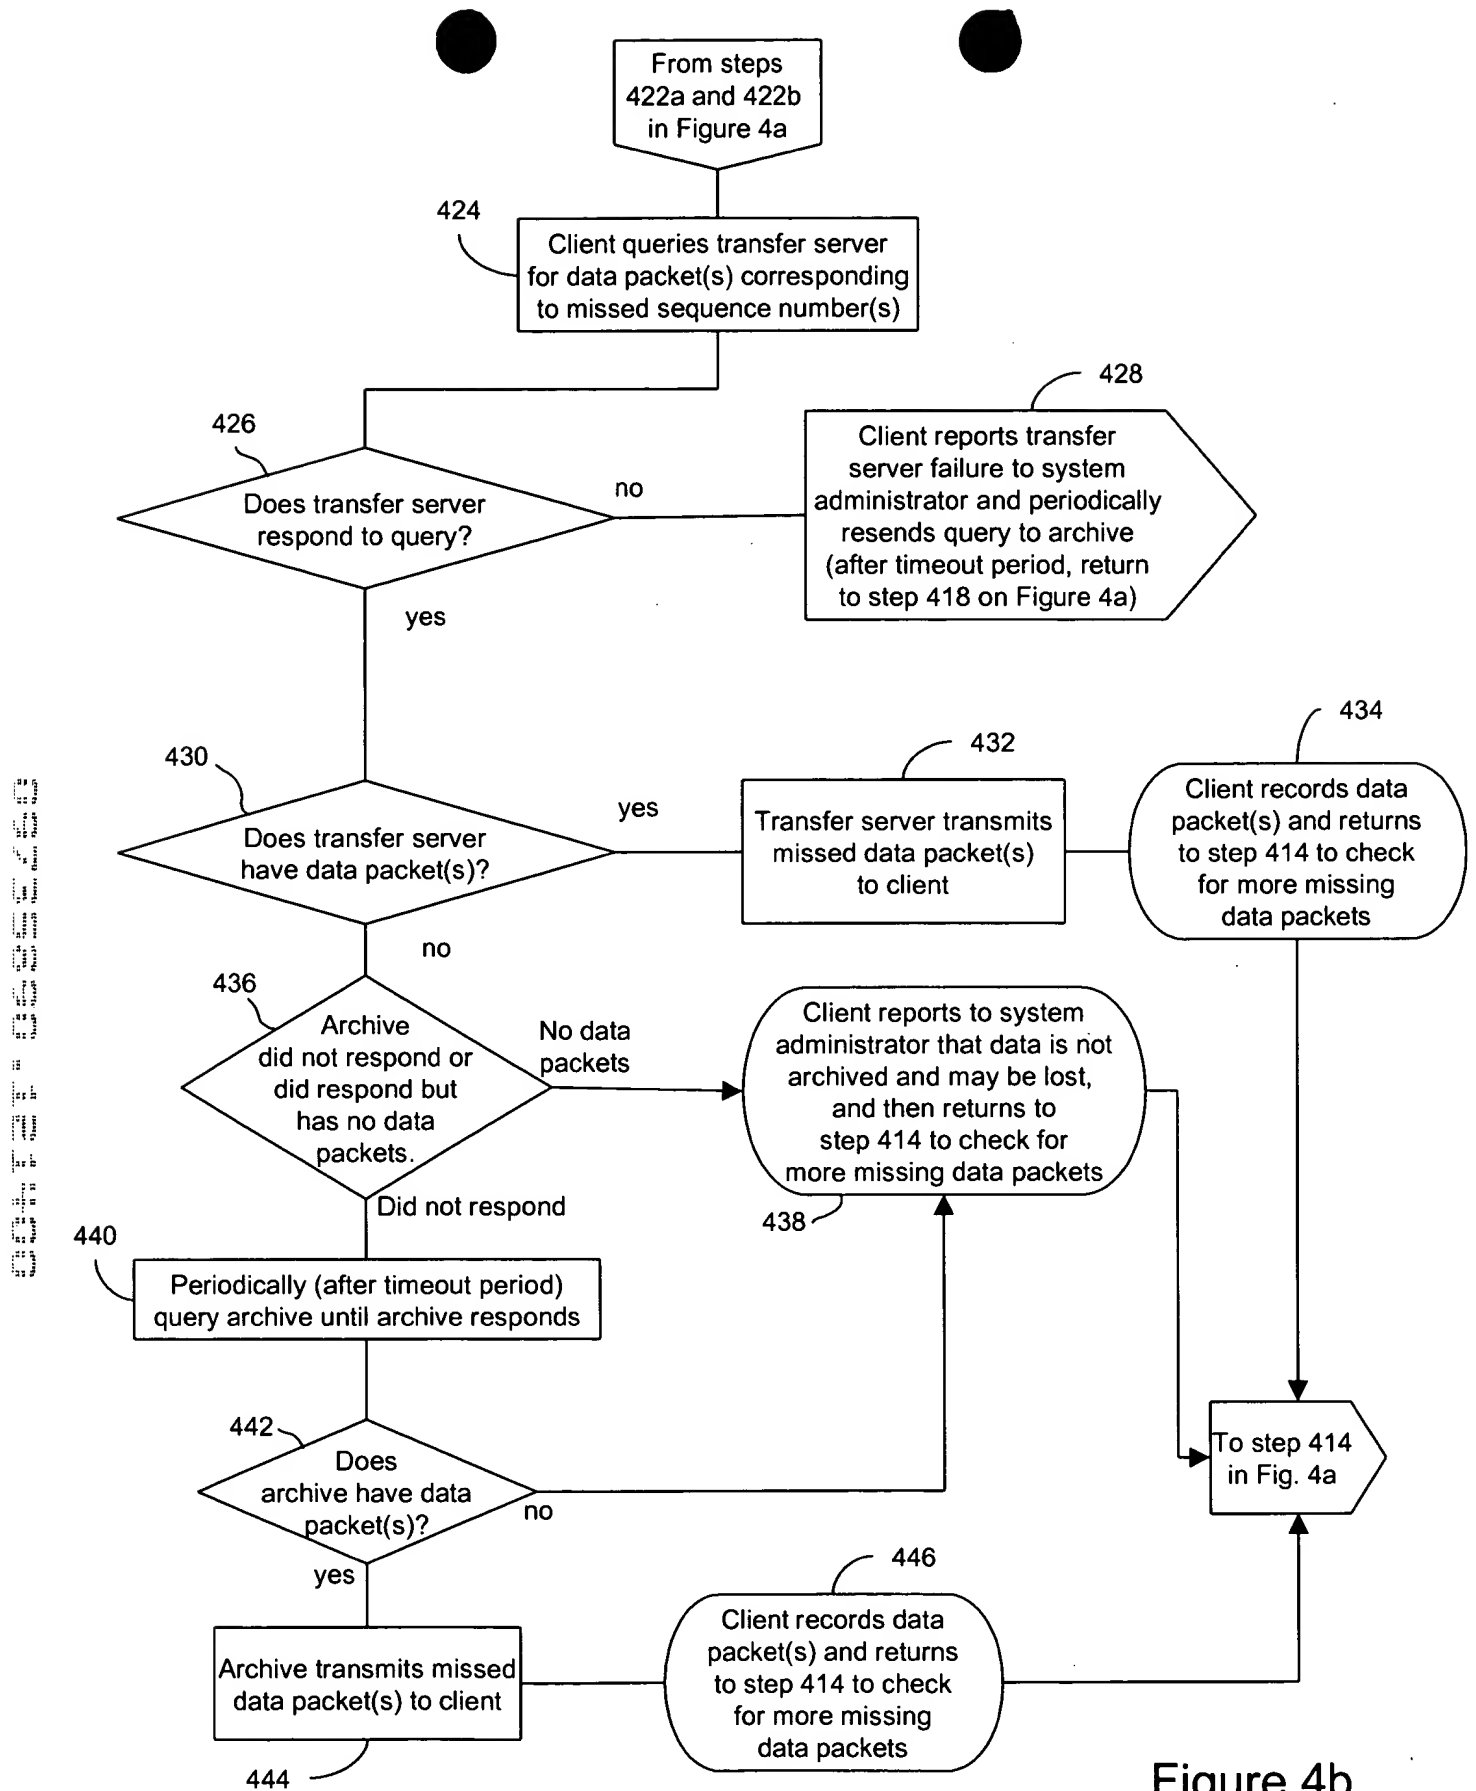 From steps
422a and 422b
in Figure 4a
424
Client queries transfer server
for data packet(s) corresponding
to missed sequence number(s)
428
426
Client reports transfer
server failure to system
administrator and periodically
resends query to archive
(after timeout period, return
to step 418 on Figure 4a)
Does transfer server
respond to query?
no
yes
434
432
430
Client records data
packet(s) and returns
to step 414 to check
for more missing
data packets
yes
Transfer server transmits
missed data packet(s)
to client
Does transfer server
have data packet(s)?
no
436
Archive
did not respond or
did respond but
has no data
packets.
No data
packets
Client reports to system
administrator that data is not
archived and may be lost,
and then returns to
step 414 to check for
more missing data packets
438
Did not respond
440
Periodically (after timeout period)
query archive until archive responds
442
Does
archive have data
packet(s)?
no
To step 414
in Fig. 4a
yes
446
Client records data
packet(s) and returns
to step 414 to check
for more missing
data packets
Archive transmits missed
data packet(s) to client
444
Figure 4b